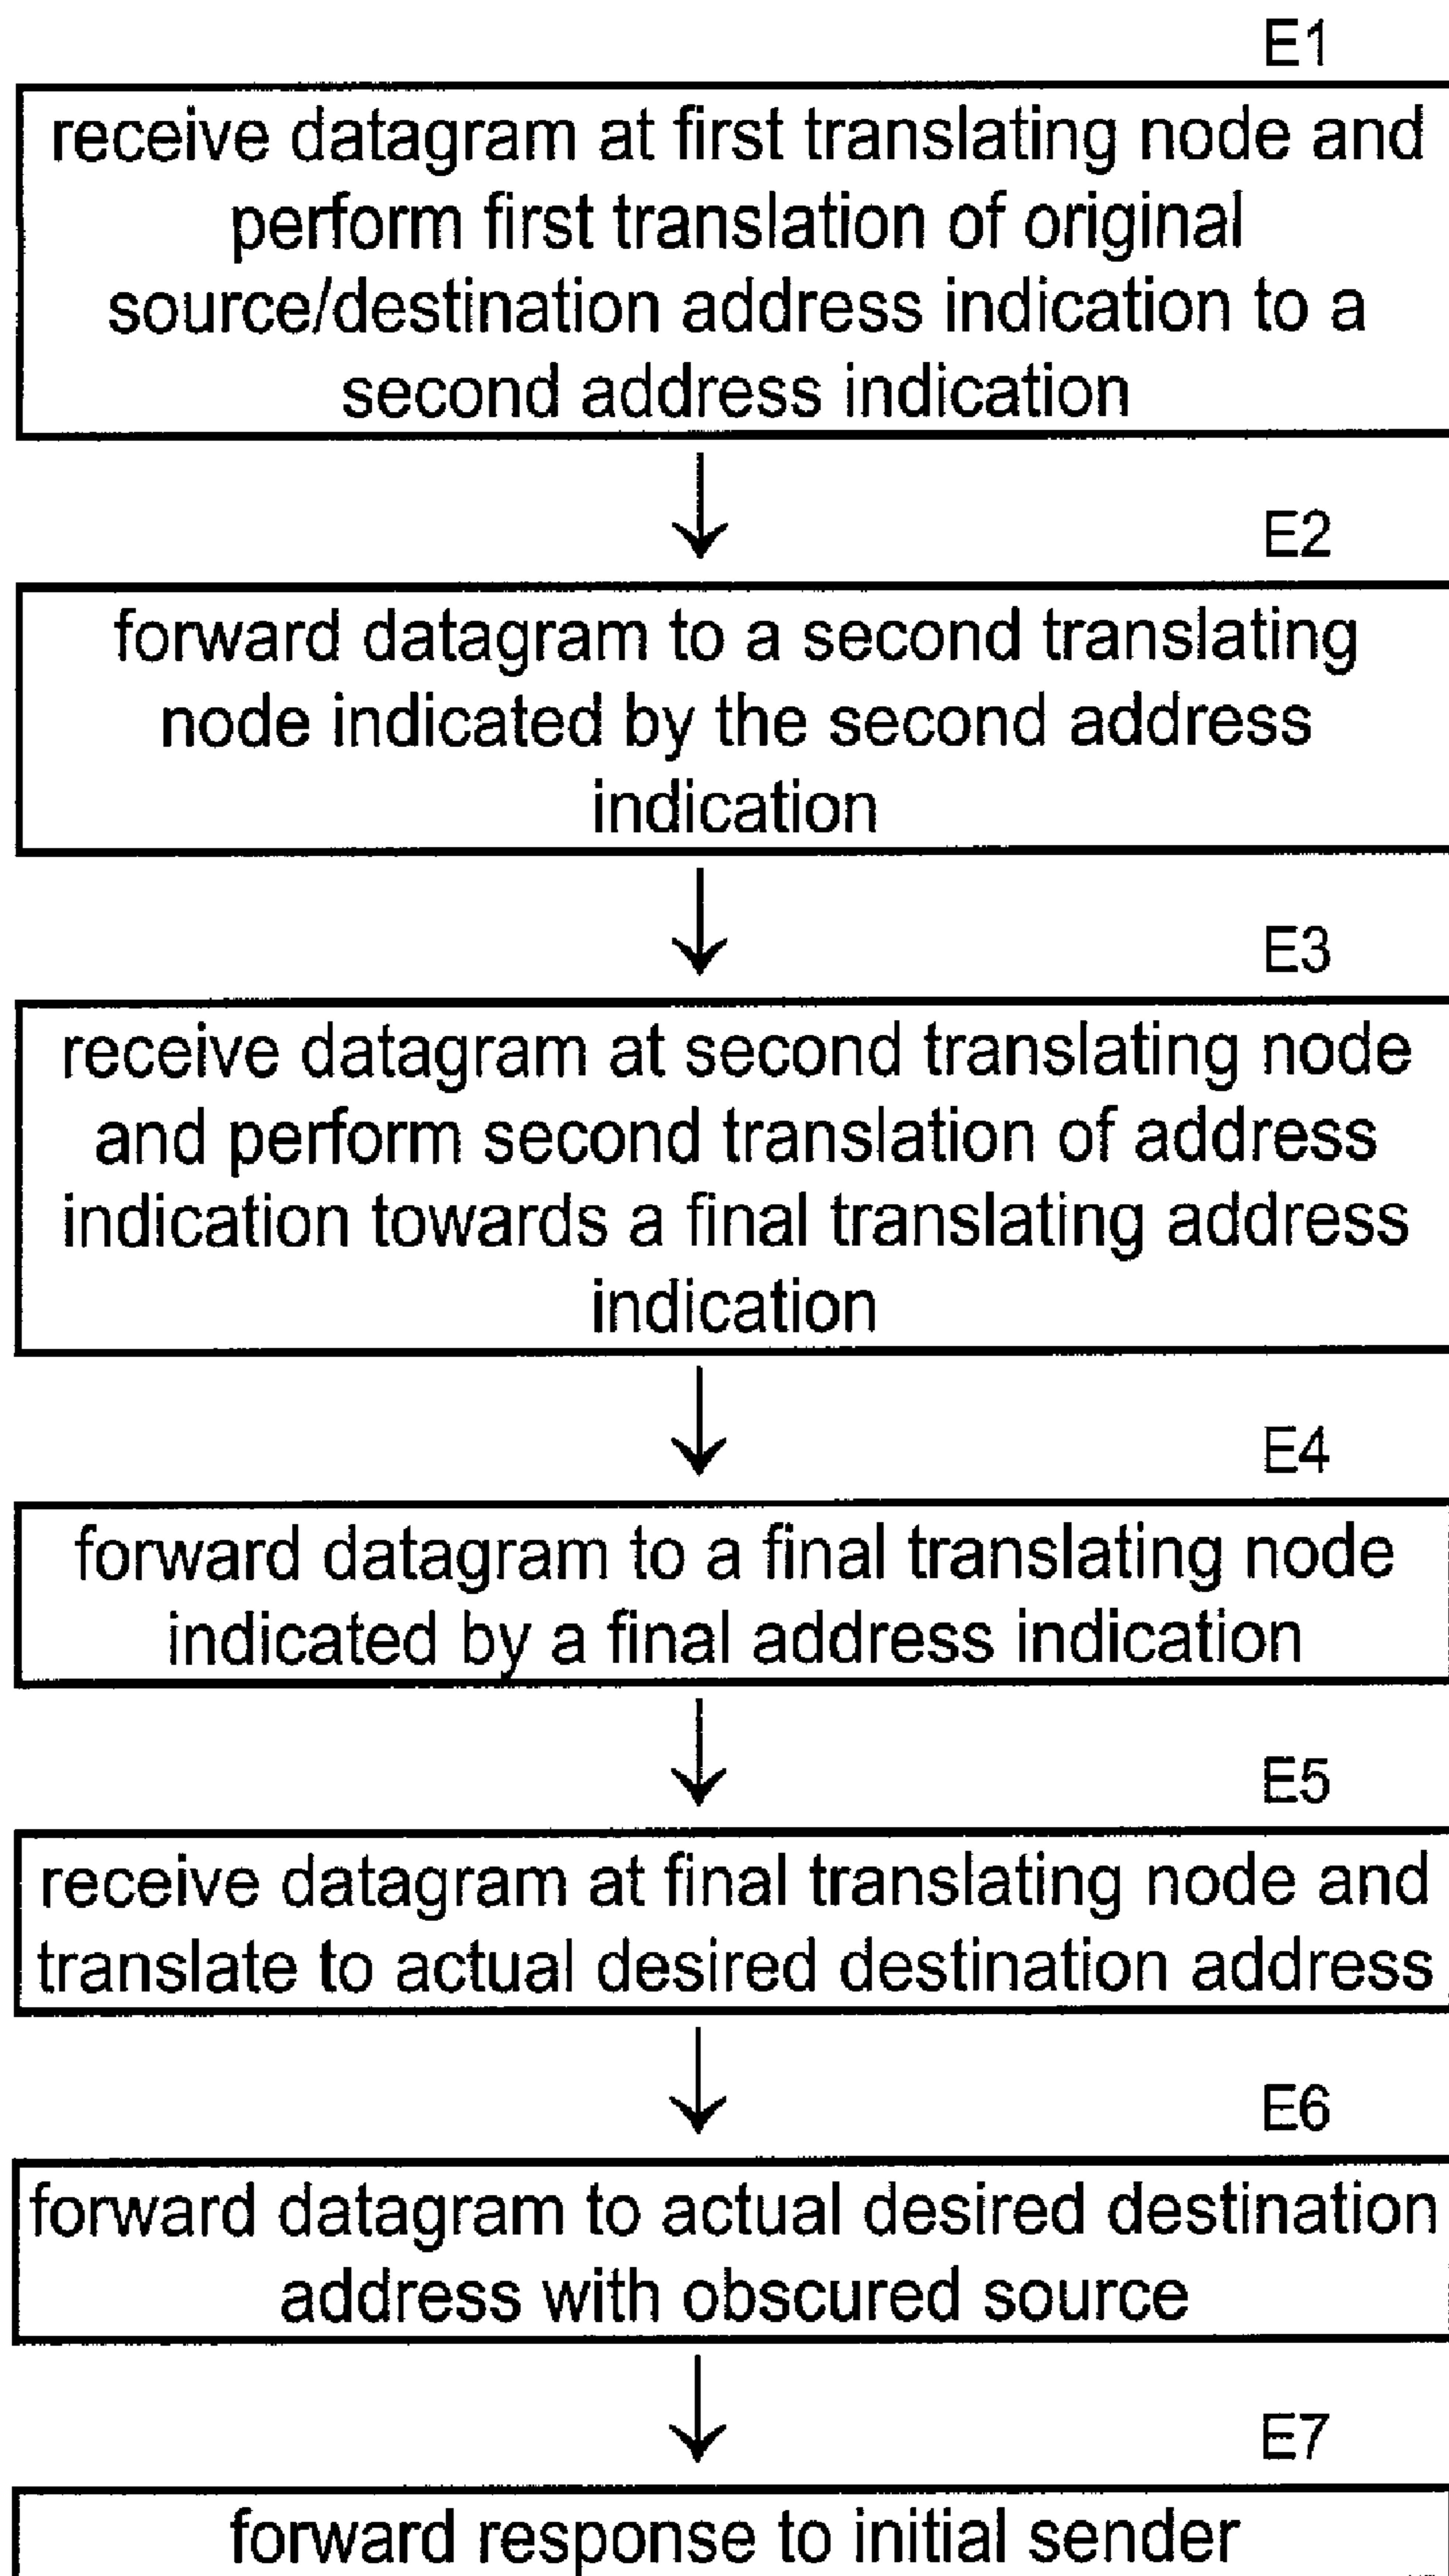 E1
receive datagram at first translating node and
perform first translation of original
source/destination address indication to a
second address indication
E2
forward datagram to a second translating
node indicated by the second address
indication
E3
receive datagram at second translating node
and perform second translation of address
indication towards a final translating address
indication
E4
forward datagram to a final translating node
indicated by a final address indication
E5
receive datagram at final translating node and
translate to actual desired destination address
E6
forward datagram to actual desired destination
address with obscured source
E7
forward response to initial sender